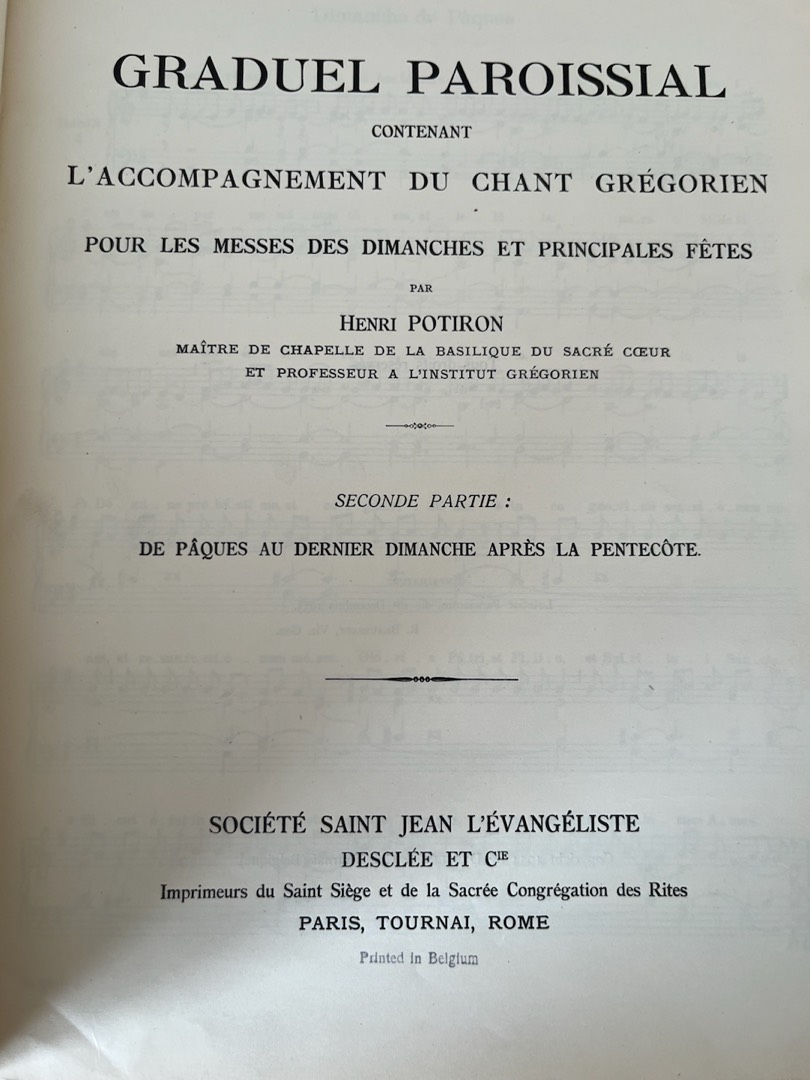 GRADUEL PAROISSIAL
CONTENANT
L'ACCOMPAGNEMENT DU CHANT GRÉGORIEN
POUR LES MESSES DES DIMANCHES ET PRINCIPALES FÊTES
PAR
HENRI POTIRON
MAÎTRE DE CHAPELLE DE LA BASILIQUE DU SACRÉ CŒUR
ET PROFESSEUR A L'INSTITUT GRÉGORIEN
SECONDE PARTIE :
DE PÂQUES AU DERNIER DIMANCHE APRÈS LA PENTECÔTE.
SOCIÉTÉ SAINT JEAN L'ÉVANGÉLISTE
DESCLÉE ET CIE
Imprimeurs du Saint Siège et de la Sacrée Congrégation des Rites
PARIS, TOURNAI, ROME
Printed in Belgium